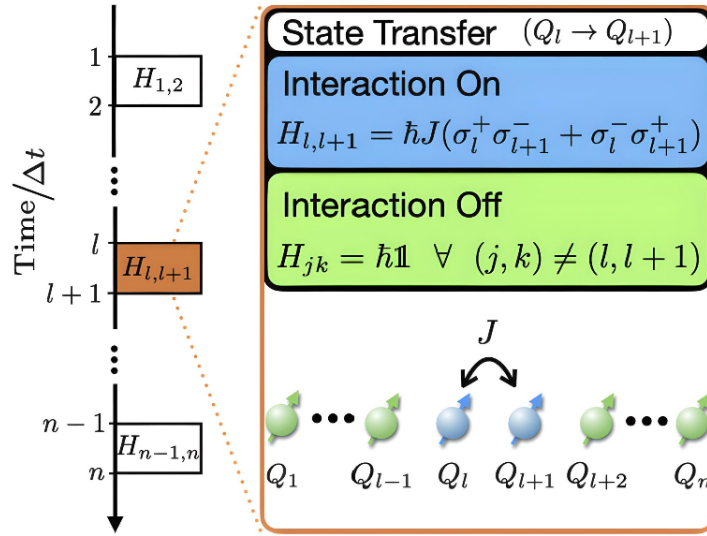 Time/Δt
1
H_{1,2}
2
l
H_{l,l+1}
l + 1
n − 1
H_{n−1,n}
n
State Transfer (Q_l → Q_{l+1})
Interaction On
H_{l,l+1} = ℏJ(σ_l^+ σ_{l+1}^- + σ_l^- σ_{l+1}^+)
Interaction Off
H_{jk} = ℏ𝟙 ∀ (j, k) ≠ (l, l + 1)
J
Q_1 Q_{l−1} Q_l Q_{l+1} Q_{l+2} Q_n